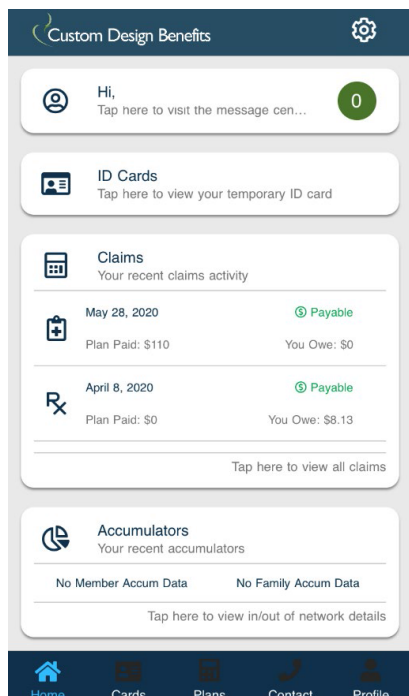 Custom Design Benefits
Hi,
Tap here to visit the message cen...
0
ID Cards
Tap here to view your temporary ID card
Claims
Your recent claims activity
May 28, 2020 Payable
Plan Paid: $110 You Owe: $0
Rx
April 8, 2020 Payable
Plan Paid: $0 You Owe: $8.13
Tap here to view all claims
Accumulators
Your recent accumulators
No Member Accum Data No Family Accum Data
Tap here to view in/out of network details
Home Cards Plans Contact Profile